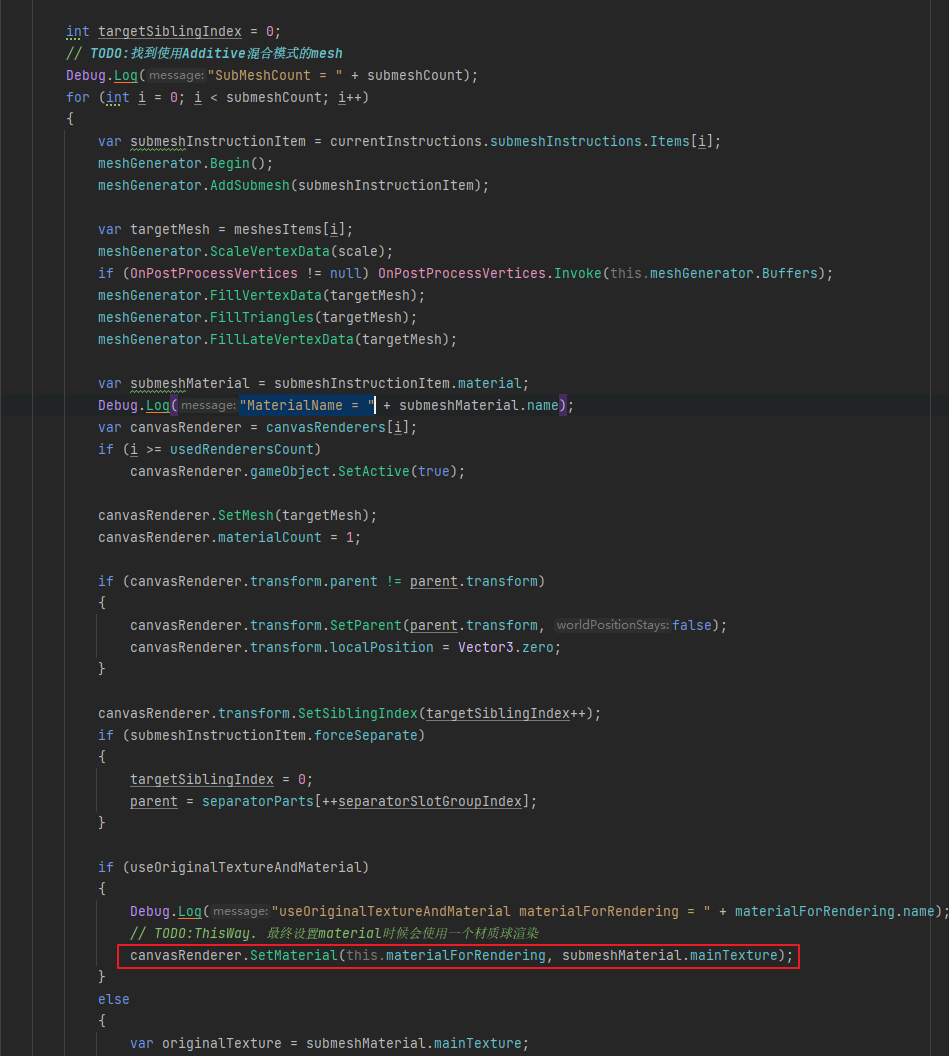 int targetSiblingIndex = 0;
// TODO:找到使用Additive混合模式的mesh
Debug.Log( message: "SubMeshCount = " + submeshCount);
for (int i = 0; i < submeshCount; i++)
{
var submeshInstructionItem = currentInstructions.submeshInstructions.Items[i];
meshGenerator.Begin();
meshGenerator.AddSubmesh(submeshInstructionItem);
var targetMesh = meshesItems[i];
meshGenerator.ScaleVertexData(scale);
if (OnPostProcessVertices != null) OnPostProcessVertices.Invoke(this.meshGenerator.Buffers);
meshGenerator.FillVertexData(targetMesh);
meshGenerator.FillTriangles(targetMesh);
meshGenerator.FillLateVertexData(targetMesh);
var submeshMaterial = submeshInstructionItem.material;
Debug.Log( message: "MaterialName = " + submeshMaterial.name);
var canvasRenderer = canvasRenderers[i];
if (i >= usedRenderersCount)
canvasRenderer.gameObject.SetActive(true);
canvasRenderer.SetMesh(targetMesh);
canvasRenderer.materialCount = 1;
if (canvasRenderer.transform.parent != parent.transform)
{
canvasRenderer.transform.SetParent(parent.transform, worldPositionStays: false);
canvasRenderer.transform.localPosition = Vector3.zero;
}
canvasRenderer.transform.SetSiblingIndex(targetSiblingIndex++);
if (submeshInstructionItem.forceSeparate)
{
targetSiblingIndex = 0;
parent = separatorParts[++separatorSlotGroupIndex];
}
if (useOriginalTextureAndMaterial)
{
Debug.Log( message: "useOriginalTextureAndMaterial materialForRendering = " + materialForRendering.name);
// TODO:ThisWay. 最终设置material时候会使用一个材质球渲染
canvasRenderer.SetMaterial(this.materialForRendering, submeshMaterial.mainTexture);
}
else
{
var originalTexture = submeshMaterial.mainTexture;